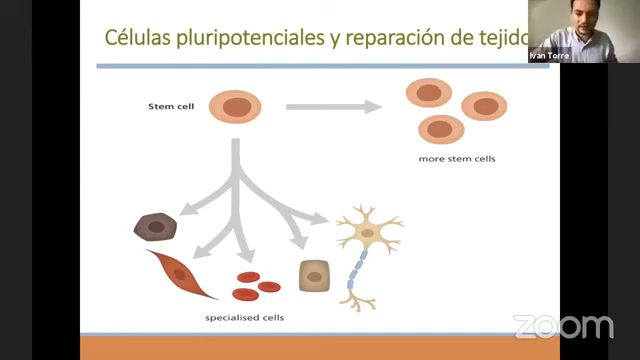 Células pluripotenciales y reparación de tejido
Ivan Torre
Stem cell
more stem cells
specialised cells
zoom